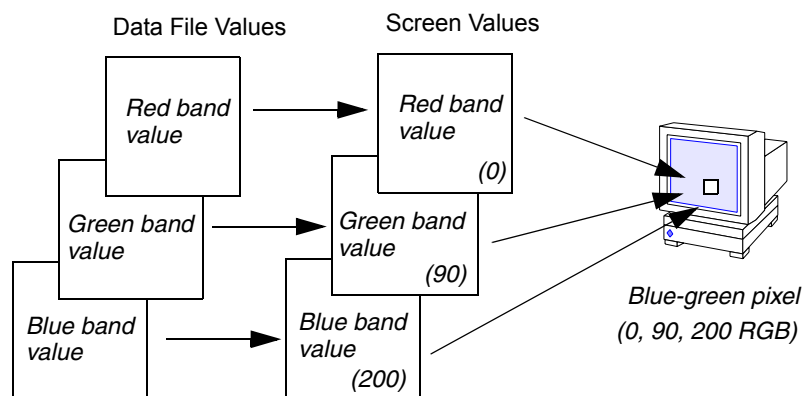 Data File Values
Screen Values
Red band
value
Red band
value
(0)
Green band
value
Green band
value
(90)
Blue band
value
Blue band
value
(200)
Blue-green pixel
(0, 90, 200 RGB)